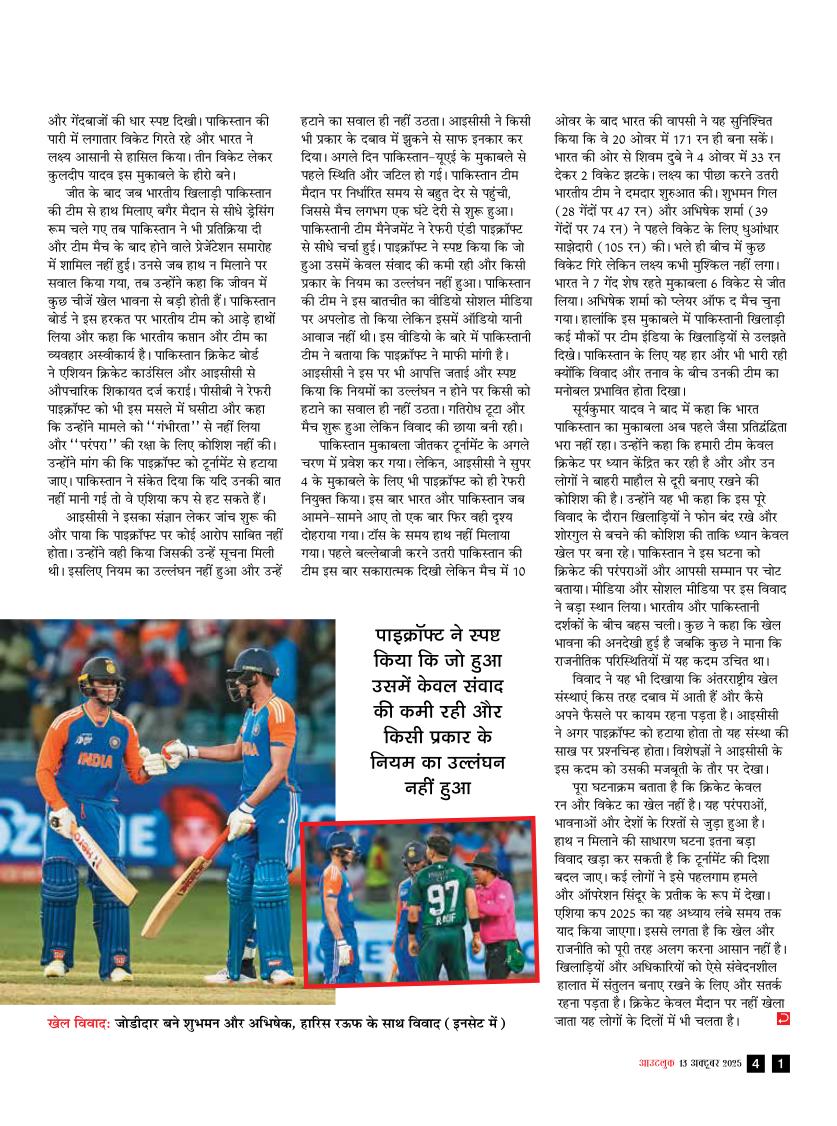 और गेंदबाजों की धार स्पष्ट दिखी। पाकिस्तान की
पारी में लगातार विकेट गिरते रहे और भारत ने
लक्ष्य आसानी से हासिल किया। तीन विकेट लेकर
कुलदीप यादव इस मुकाबले के हीरो बने।
जीत के बाद जब भारतीय खिलाड़ी पाकिस्तान
की टीम से हाथ मिलाए बगैर मैदान से सीधे ड्रेसिंग
रूम चले गए तब पाकिस्तान ने भी प्रतिक्रिया दी
और टीम मैच के बाद होने वाले प्रेजेंटेशन समारोह
में शामिल नहीं हुई। उनसे जब हाथ न मिलाने पर
सवाल किया गया, तब उन्होंने कहा कि जीवन में
कुछ चीजें खेल भावना से बड़ी होती हैं। पाकिस्तान
बोर्ड ने इस हरकत पर भारतीय टीम को आड़े हाथों
लिया और कहा कि भारतीय कप्तान और टीम का
व्यवहार अस्वीकार्य है। पाकिस्तान क्रिकेट बोर्ड
ने एशियन क्रिकेट काउंसिल और आइसीसी से
औपचारिक शिकायत दर्ज कराई। पीसीबी ने रेफरी
पाइक्रॉफ्ट को भी इस मसले में घसीटा और कहा
कि उन्होंने मामले को ‘‘गंभीरता’’ से नहीं लिया
और ‘‘परंपरा’’ की रक्षा के लिए कोशिश नहीं की।
उन्होंने मांग की कि पाइक्रॉफ्ट को टूर्नामेंट से हटाया
जाए। पाकिस्तान ने संकेत दिया कि यदि उनकी बात
नहीं मानी गई तो वे एशिया कप से हट सकते हैं।
आइसीसी ने इसका संज्ञान लेकर जांच शुरू की
और पाया कि पाइक्रॉफ्ट पर कोई आरोप साबित नहीं
होता। उन्होंने वही किया जिसकी उन्हें सूचना मिली
थी। इसलिए नियम का उल्लंघन नहीं हुआ और उन्हें
हटाने का सवाल ही नहीं उठता। आइसीसी ने किसी
भी प्रकार के दबाव में झुकने से साफ इनकार कर
दिया। अगले दिन पाकिस्तान-यूएई के मुकाबले से
पहले स्थिति और जटिल हो गई। पाकिस्तान टीम
मैदान पर निर्धारित समय से बहुत देर से पहुंची,
जिससे मैच लगभग एक घंटे देरी से शुरू हुआ।
पाकिस्तानी टीम मैनेजमेंट ने रेफरी एंडी पाइक्रॉफ्ट
से सीधे चर्चा हुई। पाइक्रॉफ्ट ने स्पष्ट किया कि जो
हुआ उसमें केवल संवाद की कमी रही और किसी
प्रकार के नियम का उल्लंघन नहीं हुआ। पाकिस्तान
की टीम ने इस बातचीत का वीडियो सोशल मीडिया
पर अपलोड तो किया लेकिन इसमें ऑडियो यानी
आवाज नहीं थी। इस वीडियो के बारे में पाकिस्तानी
टीम ने बताया कि पाइक्रॉफ्ट ने माफी मांगी है।
आइसीसी ने इस पर भी आपत्ति जताई और स्पष्ट
किया कि नियमों का उल्लंघन न होने पर किसी को
हटाने का सवाल ही नहीं उठता। गतिरोध टूटा और
मैच शुरू हुआ लेकिन विवाद की छाया बनी रही।
पाकिस्तान मुकाबला जीतकर टूर्नामेंट के अगले
चरण में प्रवेश कर गया। लेकिन, आइसीसी ने सुपर
4 के मुकाबले के लिए भी पाइक्रॉफ्ट को ही रेफरी
नियुक्त किया। इस बार भारत और पाकिस्तान जब
आमने-सामने आए तो एक बार फिर वही दृश्य
दोहराया गया। टॉस के समय हाथ नहीं मिलाया
गया। पहले बल्लेबाजी करने उतरी पाकिस्तान की
टीम इस बार सकारात्मक दिखी लेकिन मैच में 10
ओवर के बाद भारत की वापसी ने यह सुनिश्चित
किया कि वे 20 ओवर में 171 रन ही बना सकें।
भारत की ओर से शिवम दुबे ने 4 ओवर में 33 रन
देकर 2 विकेट झटके। लक्ष्य का पीछा करने उतरी
भारतीय टीम ने दमदार शुरुआत की। शुभमन गिल
(28 गेंदों पर 47 रन) और अभिषेक शर्मा (39
गेंदों पर 74 रन) ने पहले विकेट के लिए धुआंधार
साझेदारी (105 रन) की। भले ही बीच में कुछ
विकेट गिरे लेकिन लक्ष्य कभी मुश्किल नहीं लगा।
भारत ने 7 गेंद शेष रहते मुकाबला 6 विकेट से जीत
लिया। अभिषेक शर्मा को प्लेयर ऑफ द मैच चुना
गया। हालांकि इस मुकाबले में पाकिस्तानी खिलाड़ी
कई मौकों पर टीम इंडिया के खिलाड़ियों से उलझते
दिखे। पाकिस्तान के लिए यह हार और भी भारी रही
क्योंकि विवाद और तनाव के बीच उनकी टीम का
मनोबल प्रभावित होता दिखा।
सूर्यकुमार यादव ने बाद में कहा कि भारत
पाकिस्तान का मुकाबला अब पहले जैसा प्रतिद्वंद्विता
भरा नहीं रहा। उन्होंने कहा कि हमारी टीम केवल
क्रिकेट पर ध्यान केंद्रित कर रही है और और उन
लोगों ने बाहरी माहौल से दूरी बनाए रखने की
कोशिश की है। उन्होंने यह भी कहा कि इस पूरे
विवाद के दौरान खिलाड़ियों ने फोन बंद रखे और
शोरगुल से बचने की कोशिश की ताकि ध्यान केवल
खेल पर बना रहे। पाकिस्तान ने इस घटना को
क्रिकेट की परंपराओं और आपसी सम्मान पर चोट
बताया। मीडिया और सोशल मीडिया पर इस विवाद
ने बड़ा स्थान लिया। भारतीय और पाकिस्तानी
दर्शकों के बीच बहस चली। कुछ ने कहा कि खेल
भावना की अनदेखी हुई है जबकि कुछ ने माना कि
राजनीतिक परिस्थितियों में यह कदम उचित था।
विवाद ने यह भी दिखाया कि अंतरराष्ट्रीय खेल
संस्थाएं किस तरह दबाव में आती हैं और कैसे
अपने फैसले पर कायम रहना पड़ता है। आइसीसी
ने अगर पाइक्रॉफ्ट को हटाया होता तो यह संस्था की
साख पर प्रश्नचिन्ह होता। विशेषज्ञों ने आइसीसी के
इस कदम को उसकी मजबूती के तौर पर देखा।
पूरा घटनाक्रम बताता है कि क्रिकेट केवल
रन और विकेट का खेल नहीं है। यह परंपराओं,
भावनाओं और देशों के रिश्तों से जुड़ा हुआ है।
हाथ न मिलाने की साधारण घटना इतना बड़ा
विवाद खड़ा कर सकती है कि टूर्नामेंट की दिशा
बदल जाए। कई लोगों ने इसे पहलगाम हमले
और ऑपरेशन सिंदूर के प्रतीक के रूप में देखा।
एशिया कप 2025 का यह अध्याय लंबे समय तक
याद किया जाएगा। इससे लगता है कि खेल और
राजनीति को पूरी तरह अलग करना आसान नहीं है।
खिलाड़ियों और अधिकारियों को ऐसे संवेदनशील
हालात में संतुलन बनाए रखने के लिए और सतर्क
रहना पड़ता है। क्रिकेट केवल मैदान पर नहीं खेला
जाता यह लोगों के दिलों में भी चलता है।
पाइक्रॉफ्ट ने स्पष्ट
किया कि जो हुआ
उसमें केवल संवाद
की कमी रही और
किसी प्रकार के
नियम का उल्लंघन
नहीं हुआ
INDIA
97
RAUF
खेल विवादः जोडीदार बने शुभमन और अभिषेक, हारिस रऊफ के साथ विवाद ( इनसेट में )
आउटलुक 13 अक्टूबर 2025 4 1